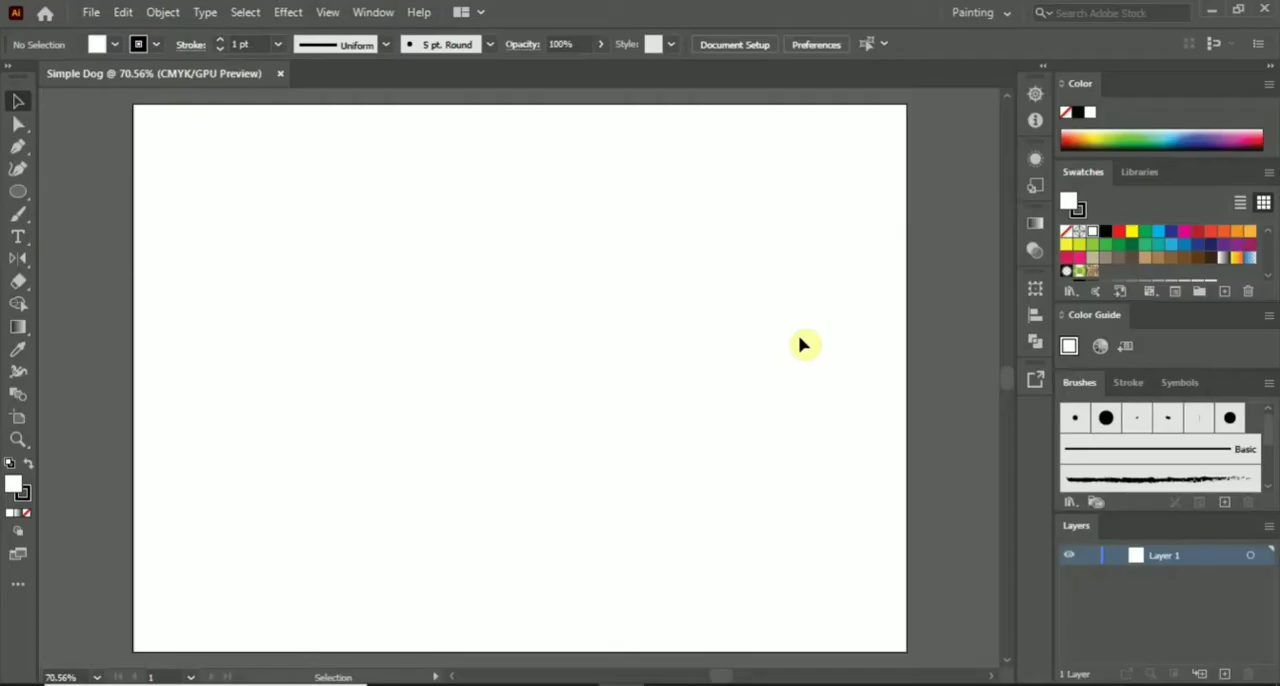 Ai File Edit Object Type Select Effect View Window Help Painting Search Adobe Stock
No Selection Stroke: 1 pt Uniform 5 pt. Round Opacity: 100% Style: Document Setup Preferences
Simple Dog @ 70.56% (CMYK/GPU Preview)
Color
Swatches Libraries
Color Guide
Brushes Stroke Symbols
Basic
Layers
Layer 1
1 Layer
70.56% 1 Selection